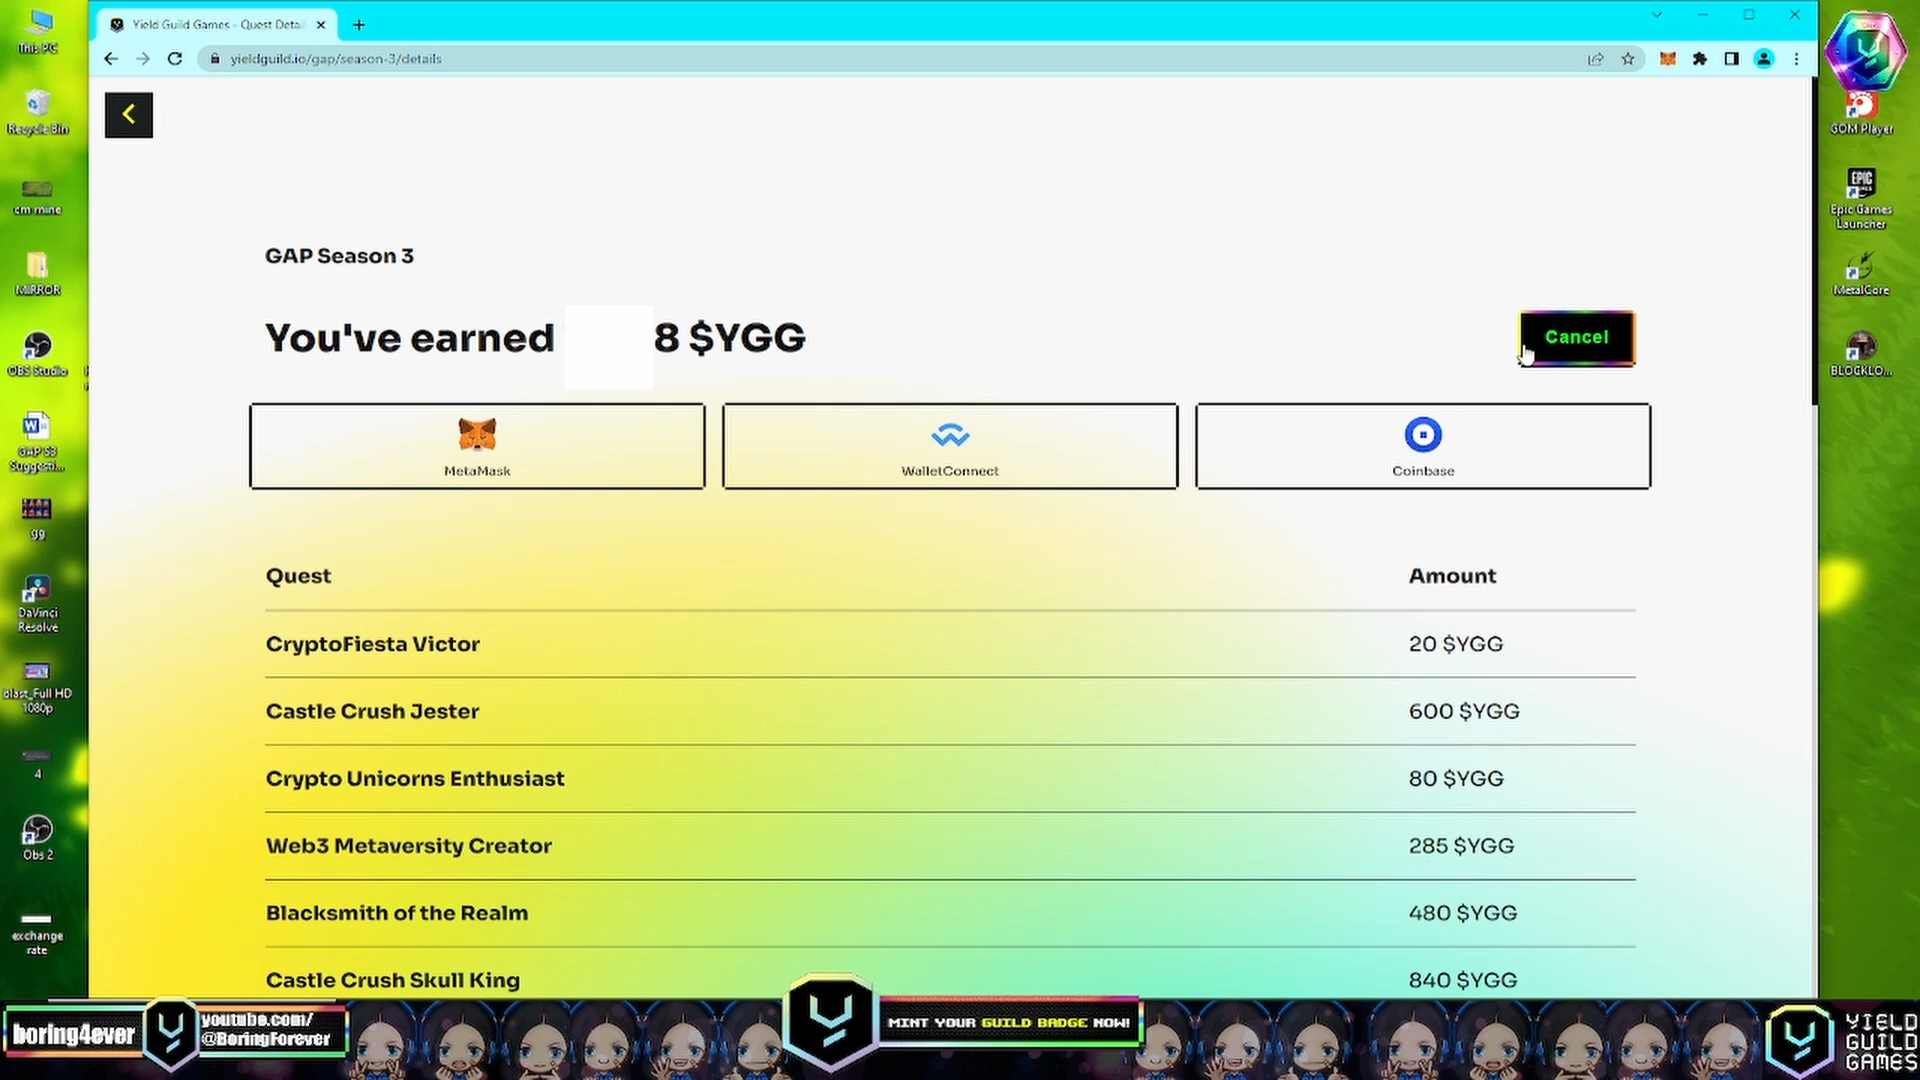 Yield Guild Games - Quest Detai
yieldguild.io/gap/season-3/details
This PC
Recycle Bin
cm mine
MIRROR
OBS Studio
GAP S3
Suggesti...
gg
DaVinci
Resolve
Blast_Full HD
1080p
4
Obs 2
exchange
rate
GOM Player
EPIC
GAMES
Epic Games
Launcher
MetalCore
BLOCKLO...
GAP Season 3
You've earned
8 $YGG
Cancel
MetaMask
WalletConnect
Coinbase
Quest
Amount
CryptoFiesta Victor
20 $YGG
Castle Crush Jester
600 $YGG
Crypto Unicorns Enthusiast
80 $YGG
Web3 Metaversity Creator
285 $YGG
Blacksmith of the Realm
480 $YGG
Castle Crush Skull King
840 $YGG
boring4ever
youtube.com/
@BoringForever
MINT YOUR GUILD BADGE NOW!
YIELD
GUILD
GAMES